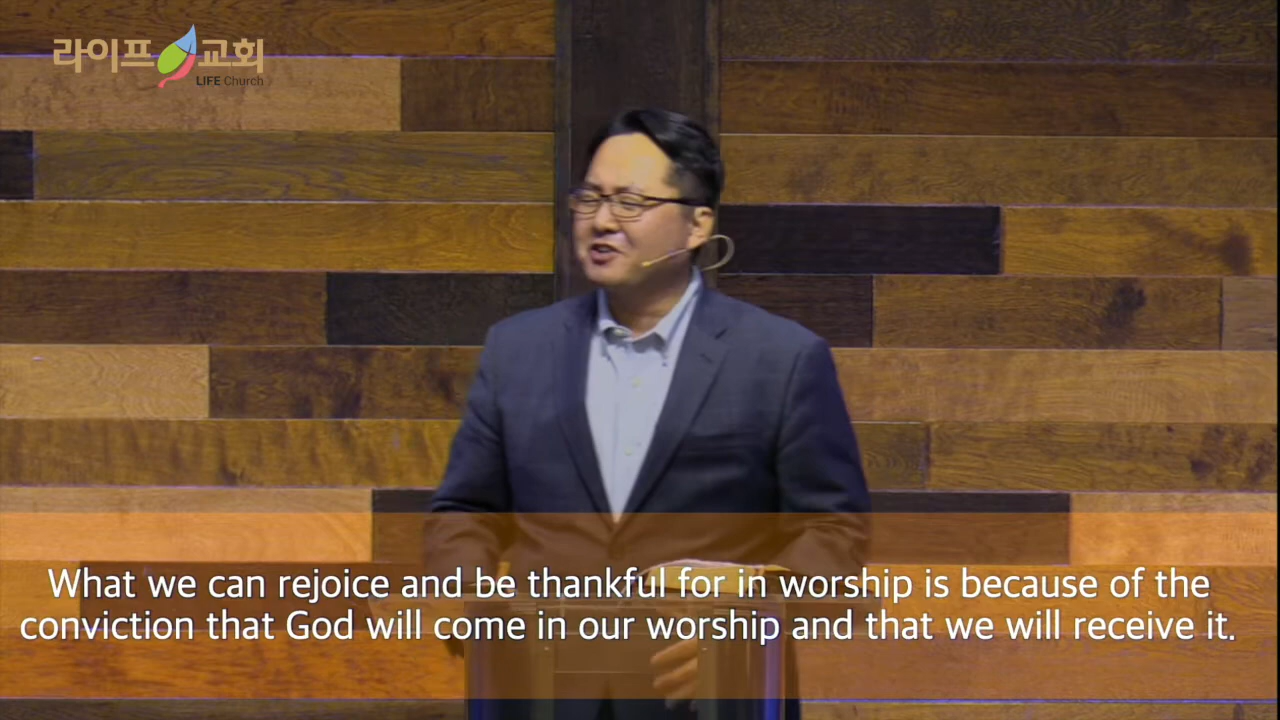 라이프교회
LIFE Church
What we can rejoice and be thankful for in worship is because of the
conviction that God will come in our worship and that we will receive it.